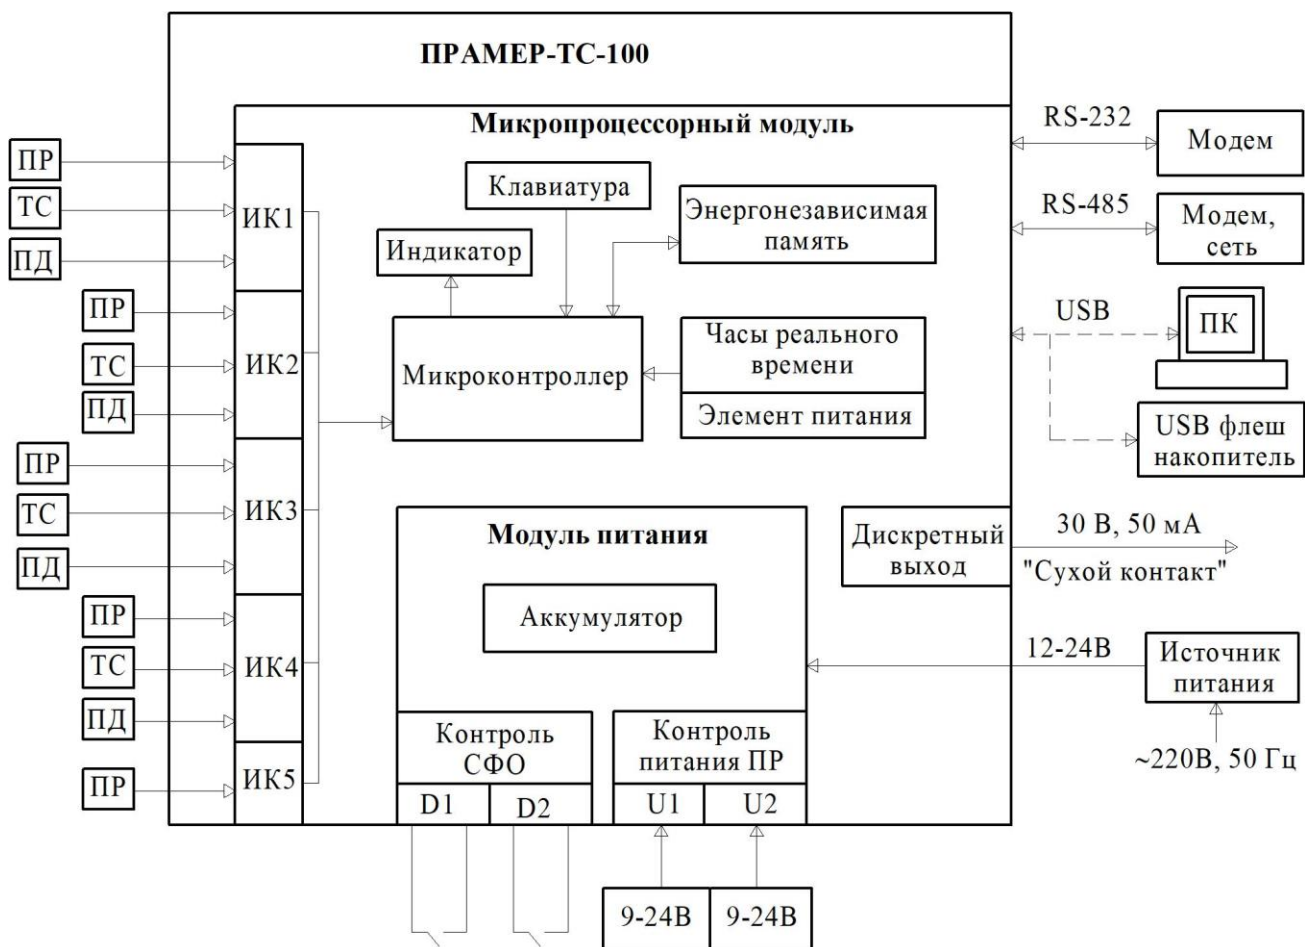 ПРАМЕР-ТС-100
Микропроцессорный модуль
ПР
ТС
ПД
ИК1
ПР
ТС
ПД
ИК2
ПР
ТС
ПД
ИК3
ПР
ТС
ПД
ИК4
ПР
ИК5
Клавиатура
Индикатор
Энергонезависимая
память
Микроконтроллер
Часы реального
времени
Элемент питания
RS-232
Модем
RS-485
Модем,
сеть
USB
ПК
USB флеш
накопитель
Модуль питания
Аккумулятор
Дискретный
выход
30 В, 50 мА
"Сухой контакт"
12-24В
Источник
питания
~220В, 50 Гц
Контроль
СФО
D1
D2
Контроль
питания ПР
U1
U2
9-24В
9-24В